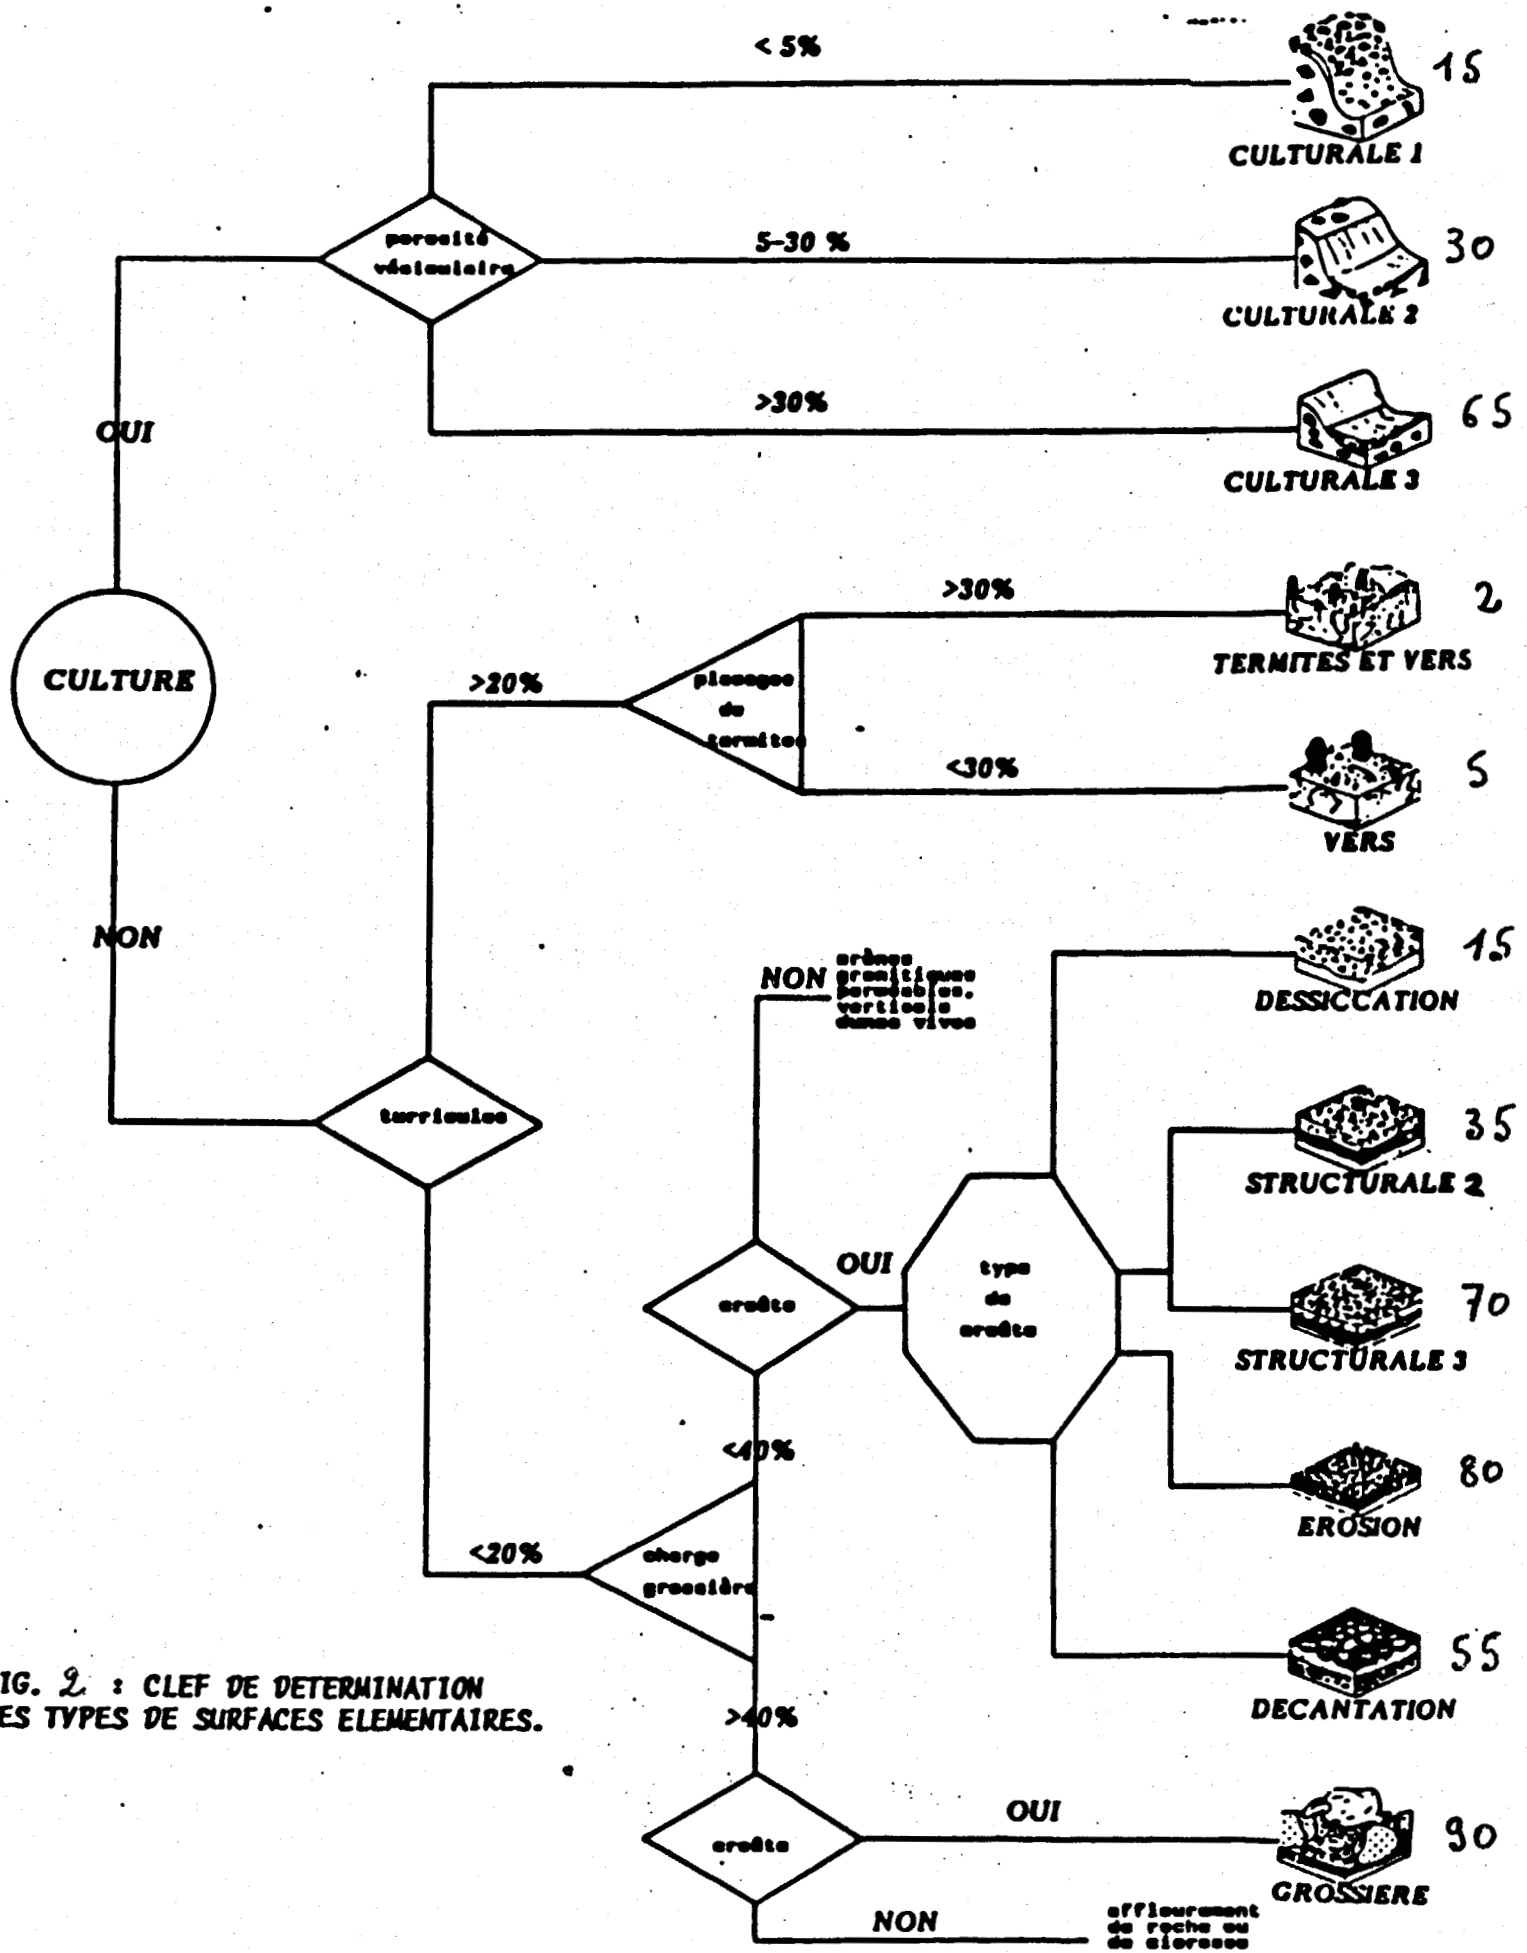 < 5%
15
CULTURALE 1
porosité
vésiculaire
5-30 %
30
CULTURALE 2
>30%
65
CULTURALE 3
OUI
CULTURE
>30%
2
TERMITES ET VERS
>20%
placages
de
termites
<30%
5
VERS
NON
15
DESSICCATION
NON
arènes
granitiques
perméables,
verticals
dunes vives
turricules
35
STRUCTURALE 2
OUI
type
de
croûte
croûte
70
STRUCTURALE 3
<40%
80
EROSION
<20%
charge
grossière
55
DECANTATION
IG. 2 : CLEF DE DETERMINATION
ES TYPES DE SURFACES ELEMENTAIRES.
>40%
croûte
OUI
90
GROSSIERE
NON
affleurement
de roche ou
de